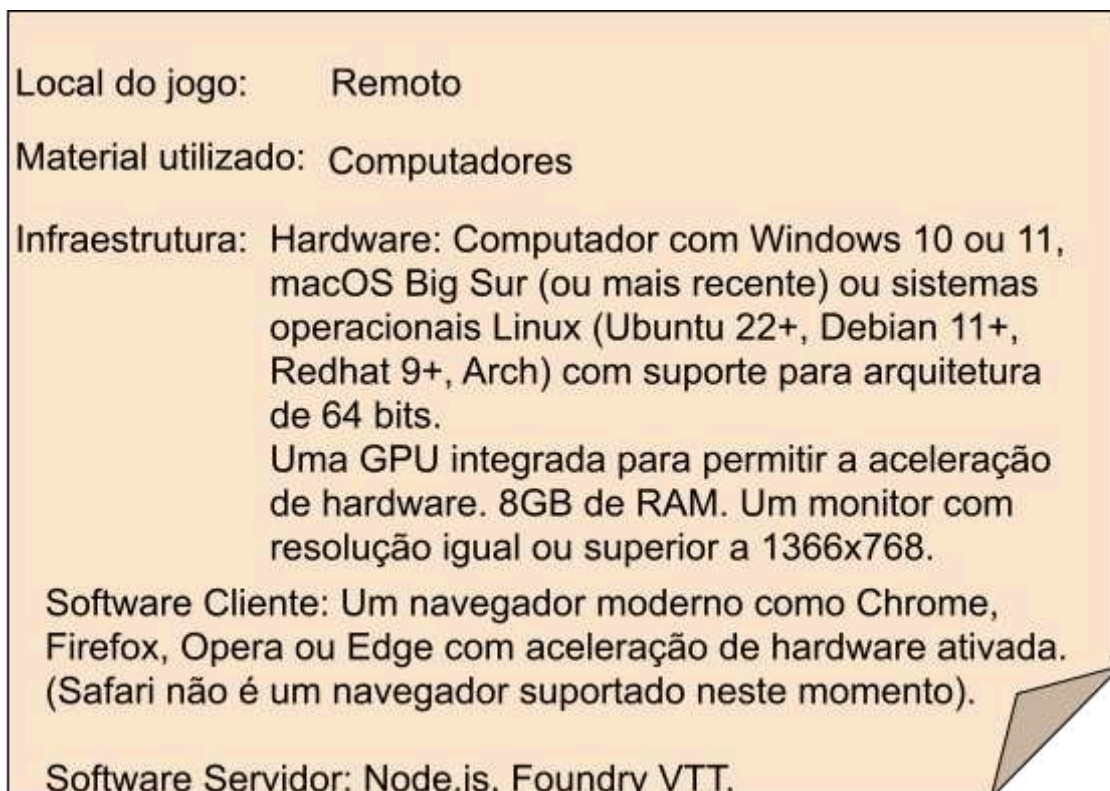 Local do jogo: Remoto
Material utilizado: Computadores
Infraestrutura: Hardware: Computador com Windows 10 ou 11,
macOS Big Sur (ou mais recente) ou sistemas
operacionais Linux (Ubuntu 22+, Debian 11+,
Redhat 9+, Arch) com suporte para arquitetura
de 64 bits.
Uma GPU integrada para permitir a aceleração
de hardware. 8GB de RAM. Um monitor com
resolução igual ou superior a 1366x768.
Software Cliente: Um navegador moderno como Chrome,
Firefox, Opera ou Edge com aceleração de hardware ativada.
(Safari não é um navegador suportado neste momento).
Software Servidor: Node.js, Foundry VTT.